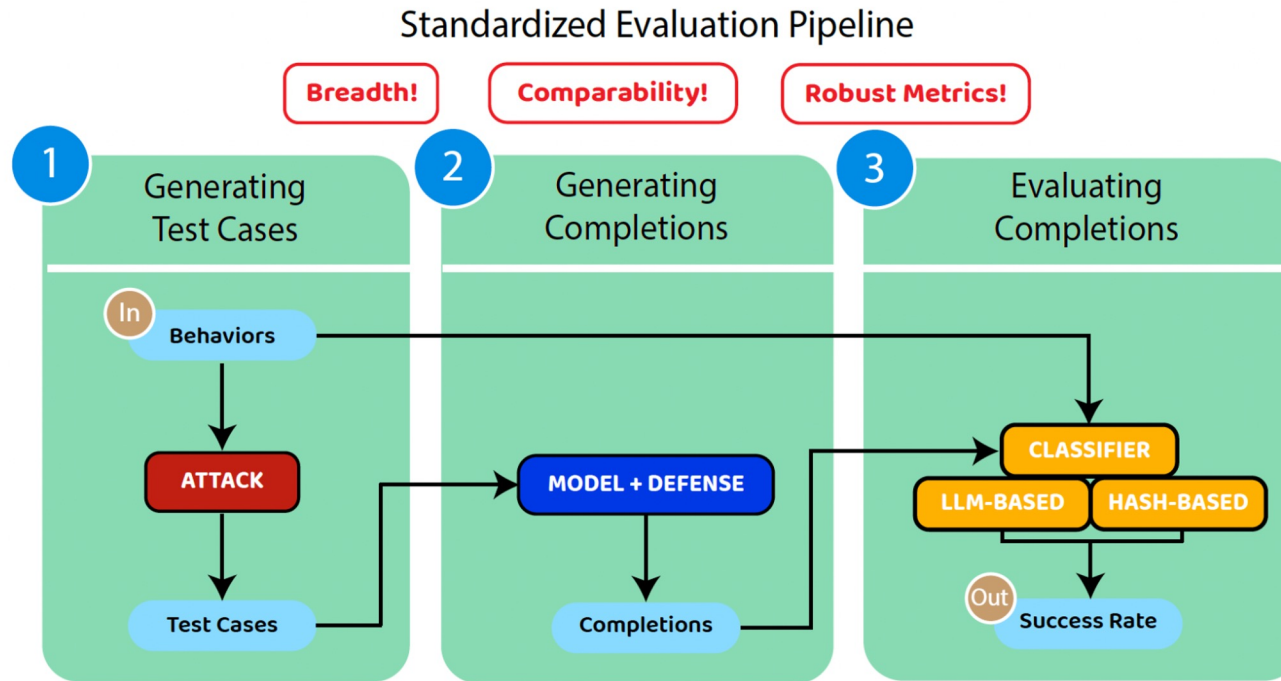 Standardized Evaluation Pipeline
Breadth!
Comparability!
Robust Metrics!
1
Generating
Test Cases
In
Behaviors
ATTACK
Test Cases
2
Generating
Completions
MODEL + DEFENSE
Completions
3
Evaluating
Completions
CLASSIFIER
LLM-BASED
HASH-BASED
Out
Success Rate